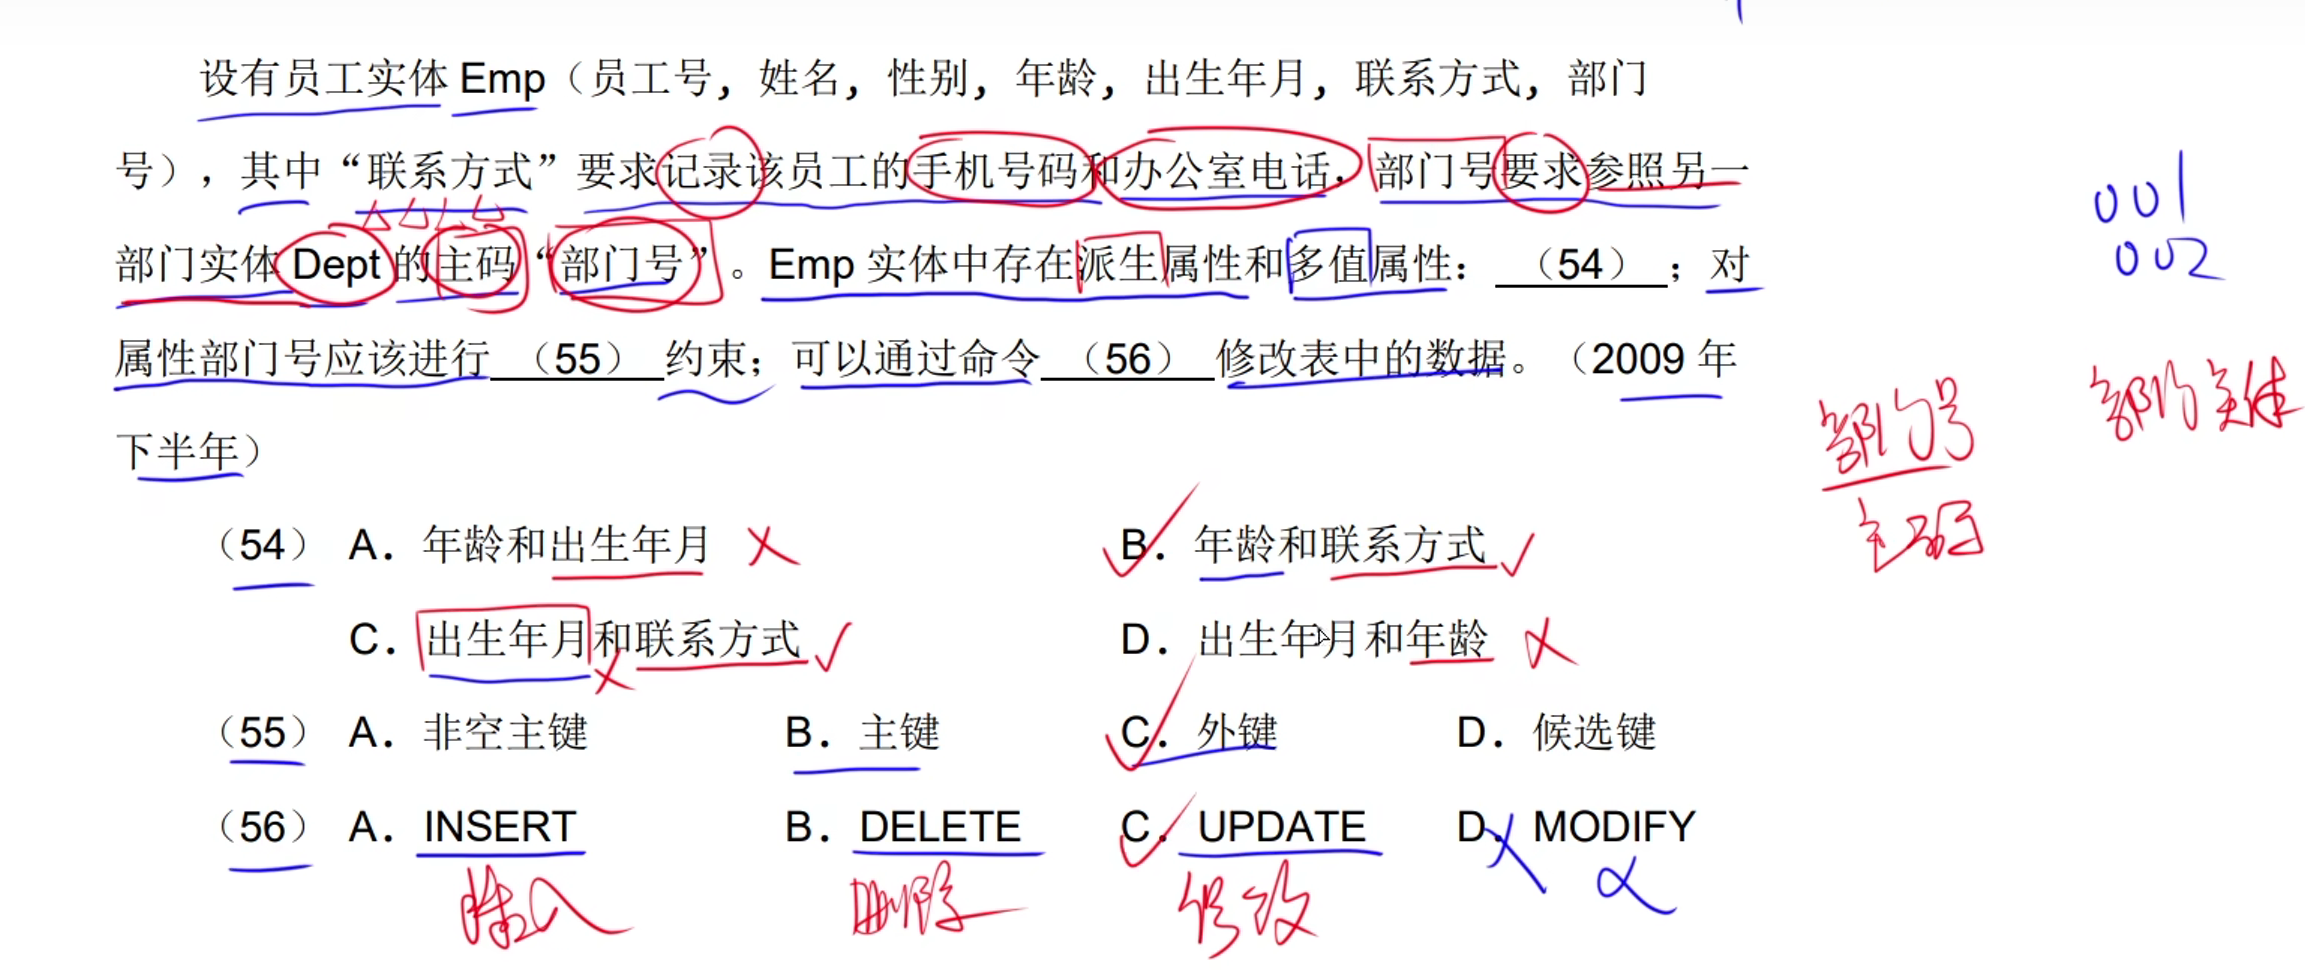 设有员工实体 Emp（员工号，姓名，性别，年龄，出生年月，联系方式，部门
号），其中“联系方式”要求记录该员工的手机号码和办公室电话，部门号要求参照另一
部门实体 Dept 的主码“部门号”。Emp 实体中存在派生属性和多值属性：（54）；对
属性部门号应该进行（55）约束；可以通过命令（56）修改表中的数据。（2009 年
下半年）
001
002
部门关系
部门号
主码
（54） A．年龄和出生年月 B．年龄和联系方式
C．出生年月和联系方式 D．出生年月和年龄
（55） A．非空主键 B．主键 C．外键 D．候选键
（56） A．INSERT B．DELETE C．UPDATE D．MODIFY
插入 删除 修改